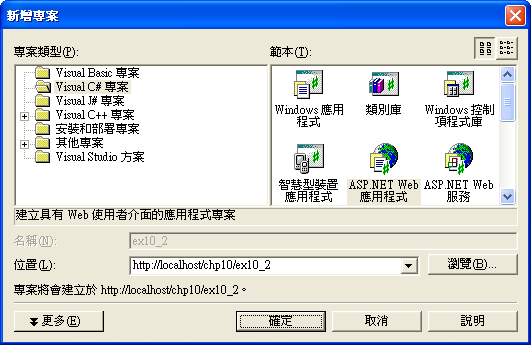 新增專案
專案類型(P):
範本(T):
Visual Basic 專案
Visual C# 專案
Visual J# 專案
Visual C++ 專案
安裝和部署專案
其他專案
Visual Studio 方案
Windows 應用
程式
類別庫
Windows 控制
項程式庫
智慧型裝置
應用程式
ASP.NET Web
應用程式
ASP.NET Web
服務
建立具有 Web 使用者介面的應用程式專案
名稱(N):
ex10_2
位置(L):
http://localhost/chp10/ex10_2
瀏覽(B)...
專案將會建立於 http://localhost/chp10/ex10_2。
更多(E)
確定
取消
說明